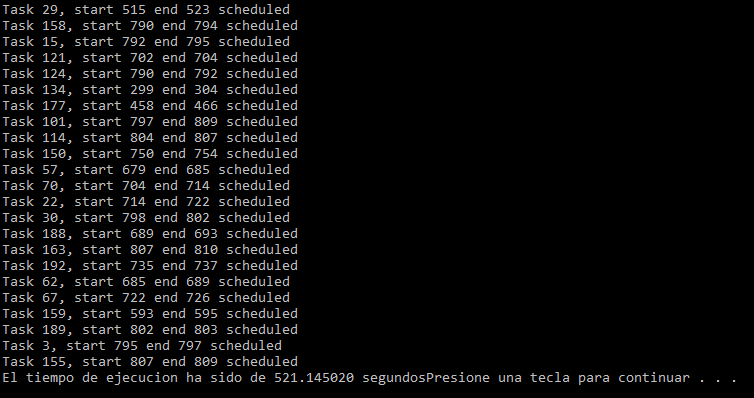 Task 29, start 515 end 523 scheduled
Task 158, start 790 end 794 scheduled
Task 15, start 792 end 795 scheduled
Task 121, start 702 end 704 scheduled
Task 124, start 790 end 792 scheduled
Task 134, start 299 end 304 scheduled
Task 177, start 458 end 466 scheduled
Task 101, start 797 end 809 scheduled
Task 114, start 804 end 807 scheduled
Task 150, start 750 end 754 scheduled
Task 57, start 679 end 685 scheduled
Task 70, start 704 end 714 scheduled
Task 22, start 714 end 722 scheduled
Task 30, start 798 end 802 scheduled
Task 188, start 689 end 693 scheduled
Task 163, start 807 end 810 scheduled
Task 192, start 735 end 737 scheduled
Task 62, start 685 end 689 scheduled
Task 67, start 722 end 726 scheduled
Task 159, start 593 end 595 scheduled
Task 189, start 802 end 803 scheduled
Task 3, start 795 end 797 scheduled
Task 155, start 807 end 809 scheduled
El tiempo de ejecucion ha sido de 521.145020 segundosPresione una tecla para continuar . . .